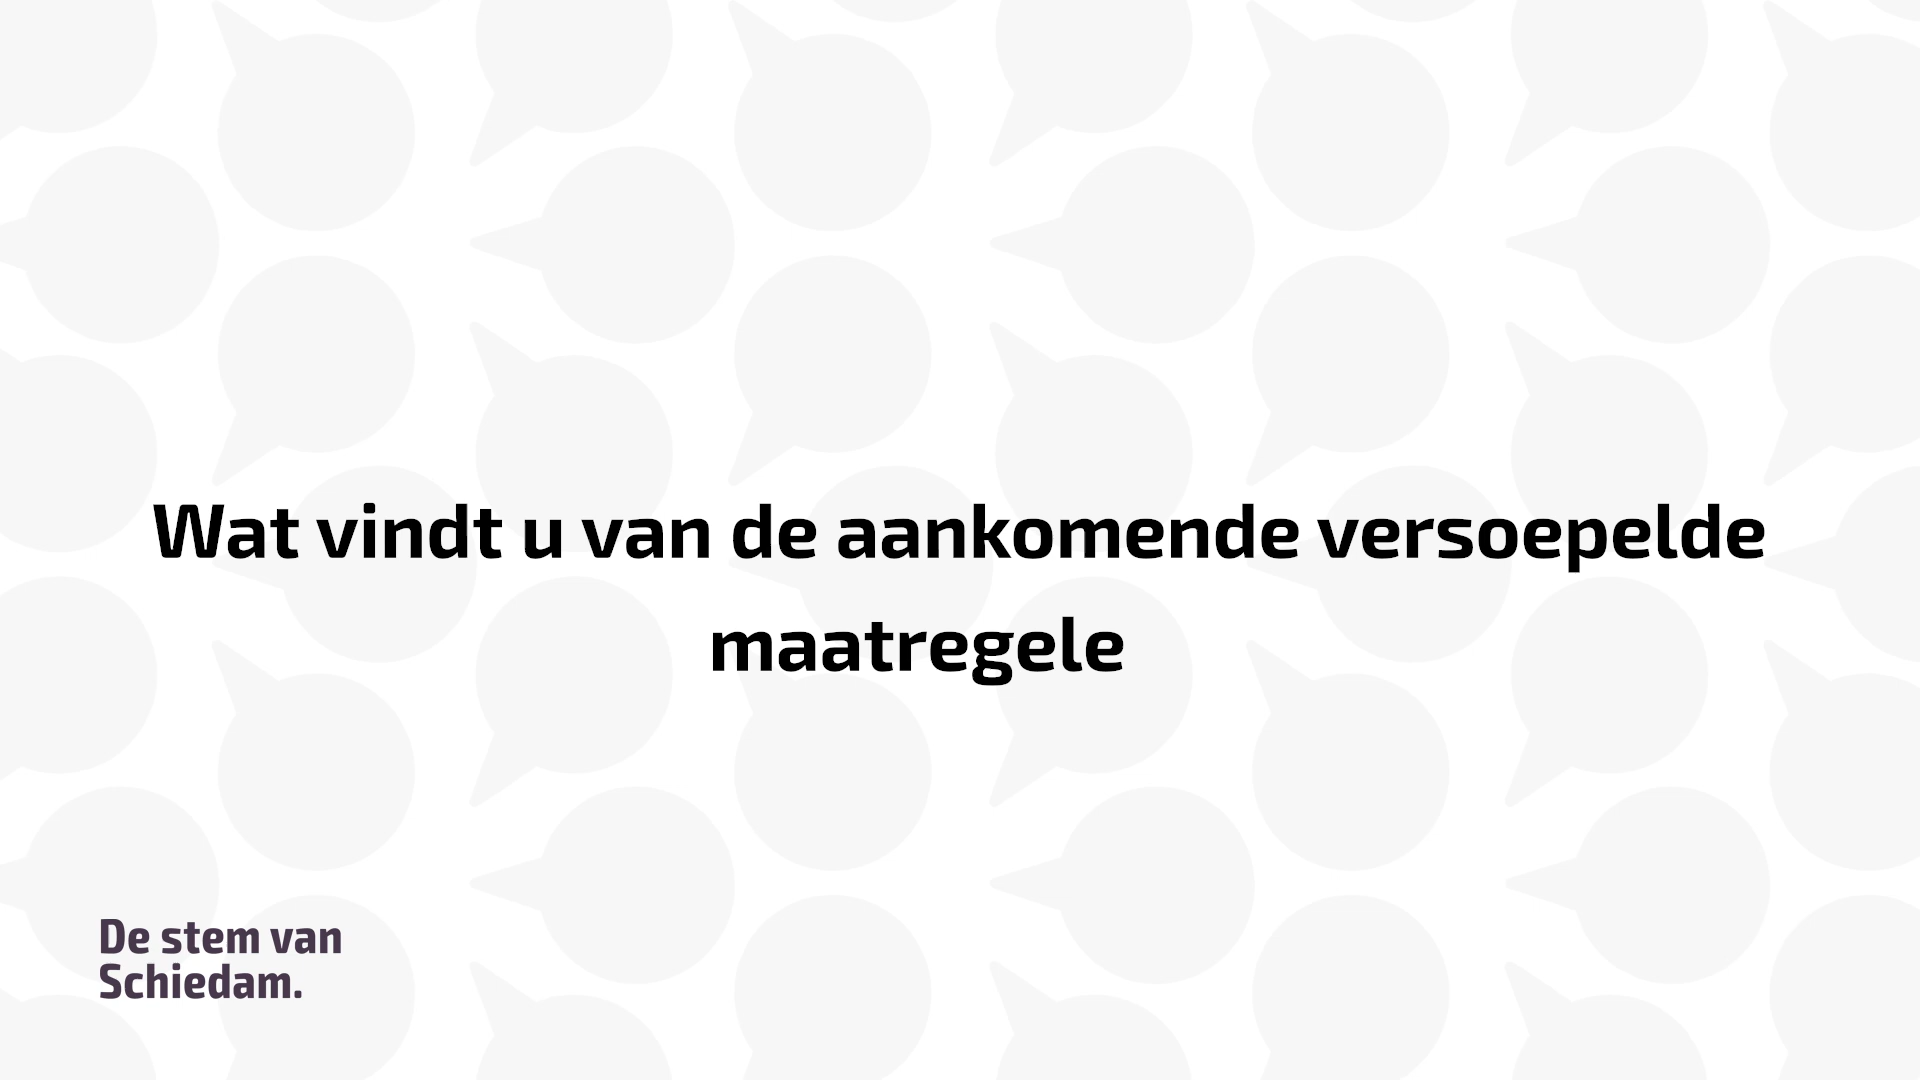 Wat vindt u van de aankomende versoepelde
maatregele
De stem van
Schiedam.